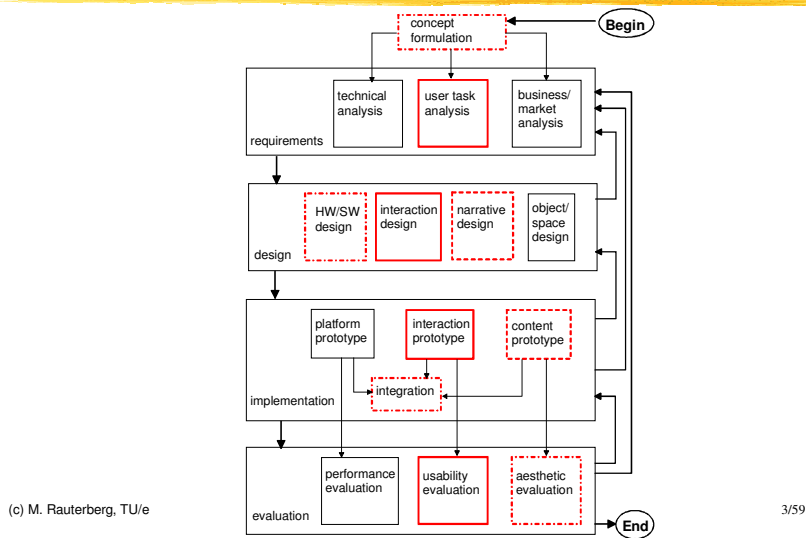 concept
formulation
Begin
technical
analysis
user task
analysis
business/
market
analysis
requirements
HW/SW
design
interaction
design
narrative
design
object/
space
design
design
platform
prototype
interaction
prototype
content
prototype
integration
implementation
performance
evaluation
usability
evaluation
aesthetic
evaluation
evaluation
(c) M. Rauterberg, TU/e
3/59
End